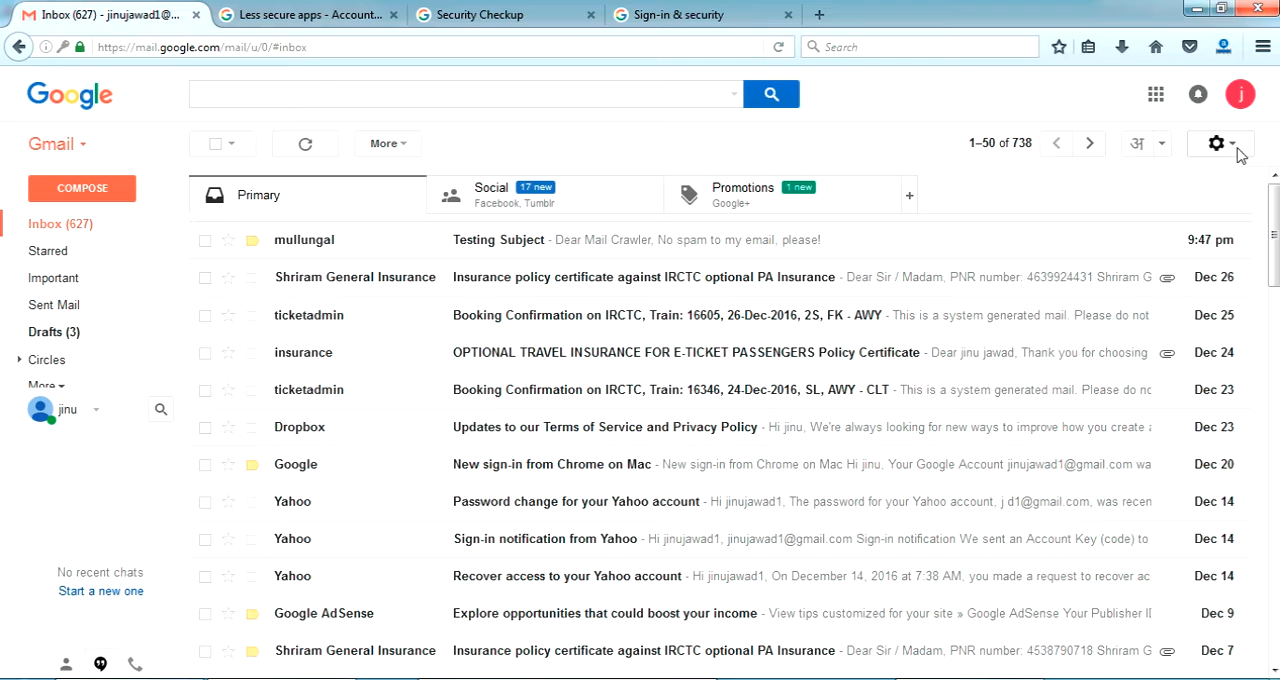 Inbox (627) - jinujawad1@...
Less secure apps - Account...
Security Checkup
Sign-in & security
https://mail.google.com/mail/u/0/#inbox
Search
Google
Gmail
More
1–50 of 738
अ
COMPOSE
Inbox (627)
Starred
Important
Sent Mail
Drafts (3)
Circles
More
jinu
No recent chats
Start a new one
Primary
Social 17 new
Facebook, Tumblr
Promotions 1 new
Google+
mullungal Testing Subject - Dear Mail Crawler, No spam to my email, please! 9:47 pm
Shriram General Insurance Insurance policy certificate against IRCTC optional PA Insurance - Dear Sir / Madam, PNR number: 4639924431 Shriram G Dec 26
ticketadmin Booking Confirmation on IRCTC, Train: 16605, 26-Dec-2016, 2S, FK - AWY - This is a system generated mail. Please do not Dec 25
insurance OPTIONAL TRAVEL INSURANCE FOR E-TICKET PASSENGERS Policy Certificate - Dear jinu jawad, Thank you for choosing Dec 24
ticketadmin Booking Confirmation on IRCTC, Train: 16346, 24-Dec-2016, SL, AWY - CLT - This is a system generated mail. Please do no Dec 23
Dropbox Updates to our Terms of Service and Privacy Policy - Hi jinu, We're always looking for new ways to improve how you create a Dec 23
Google New sign-in from Chrome on Mac - New sign-in from Chrome on Mac Hi jinu, Your Google Account jinujawad1@gmail.com wa Dec 20
Yahoo Password change for your Yahoo account - Hi jinujawad1, The password for your Yahoo account, j d1@gmail.com, was recen Dec 14
Yahoo Sign-in notification from Yahoo - Hi jinujawad1, jinujawad1@gmail.com Sign-in notification We sent an Account Key (code) to Dec 14
Yahoo Recover access to your Yahoo account - Hi jinujawad1, On December 14, 2016 at 7:38 AM, you made a request to recover ac Dec 14
Google AdSense Explore opportunities that could boost your income - View tips customized for your site » Google AdSense Your Publisher ID Dec 9
Shriram General Insurance Insurance policy certificate against IRCTC optional PA Insurance - Dear Sir / Madam, PNR number: 4538790718 Shriram G Dec 7